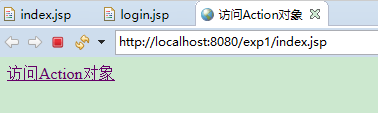 index.jsp login.jsp 访问Action对象
http://localhost:8080/exp1/index.jsp
访问Action对象